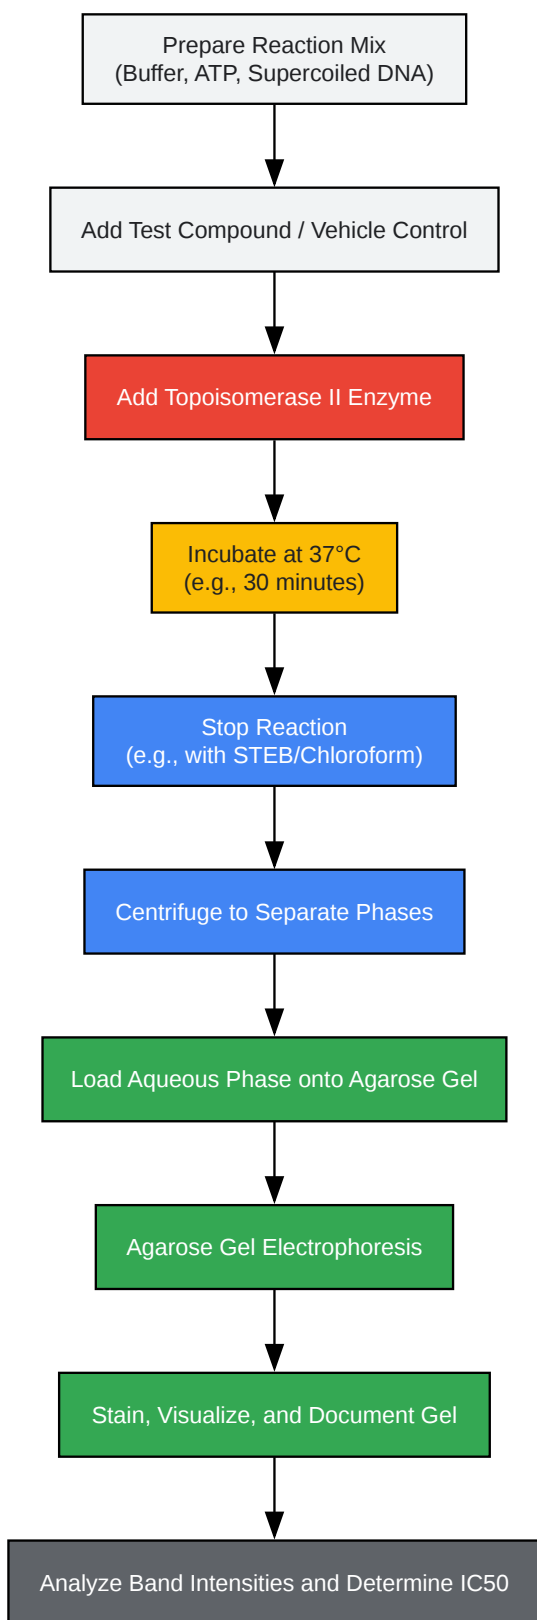 Prepare Reaction Mix
(Buffer, ATP, Supercoiled DNA)
Add Test Compound / Vehicle Control
Add Topoisomerase II Enzyme
Incubate at 37°C
(e.g., 30 minutes)
Stop Reaction
(e.g., with STEB/Chloroform)
Centrifuge to Separate Phases
Load Aqueous Phase onto Agarose Gel
Agarose Gel Electrophoresis
Stain, Visualize, and Document Gel
Analyze Band Intensities and Determine IC50